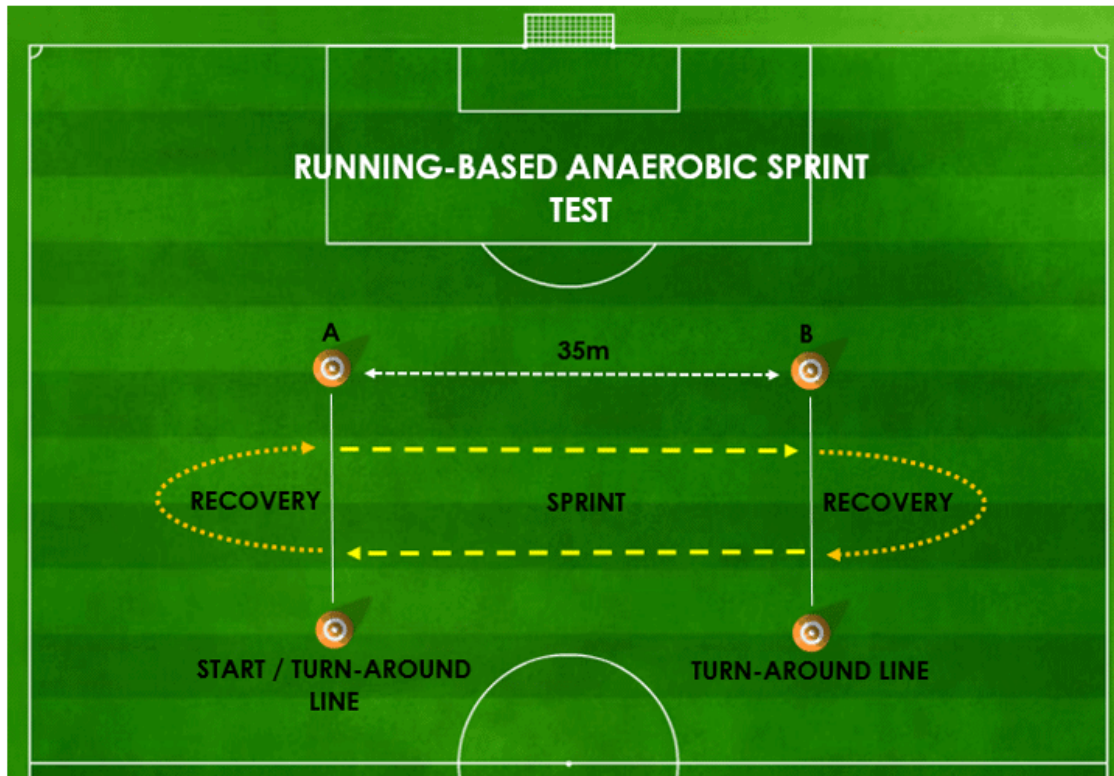 RUNNING-BASED ANAEROBIC SPRINT
TEST
A
B
35m
RECOVERY
SPRINT
RECOVERY
START / TURN-AROUND
LINE
TURN-AROUND LINE